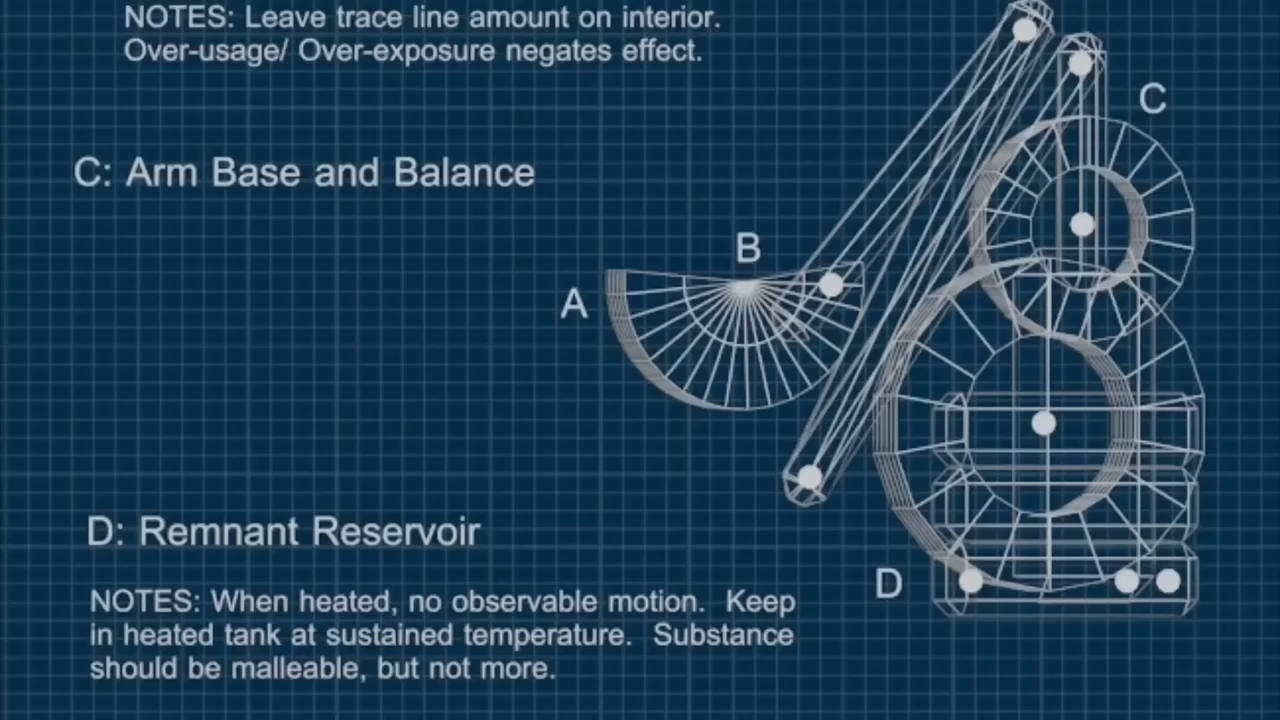 NOTES: Leave trace line amount on interior.
Over-usage/ Over-exposure negates effect.
C
C: Arm Base and Balance
B
A
D: Remnant Reservoir
D
NOTES: When heated, no observable motion.  Keep
in heated tank at sustained temperature.  Substance
should be malleable, but not more.